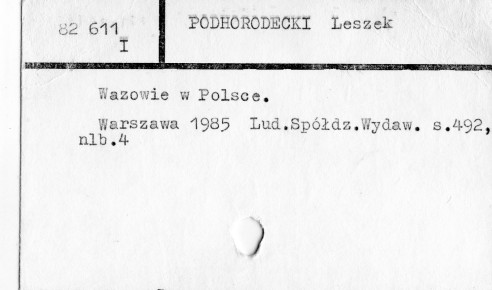 82 611 PODHORODECKI Leszek
I
Wazowie w Polsce.
Warszawa 1985 Lud.Spółdz.Wydaw. s.492,
nlb.4